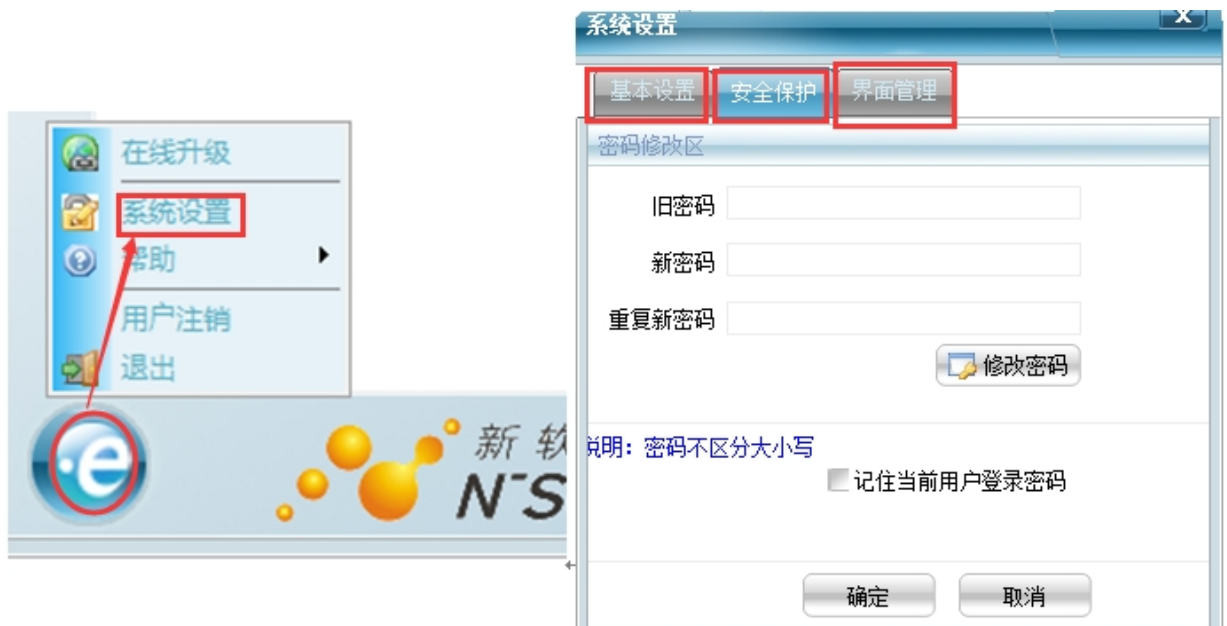 在线升级
系统设置
帮助
用户注销
退出
新 软
N-S
系统设置
X
基本设置 安全保护 界面管理
密码修改区
旧密码
新密码
重复新密码
修改密码
说明：密码不区分大小写
记住当前用户登录密码
确定 取消